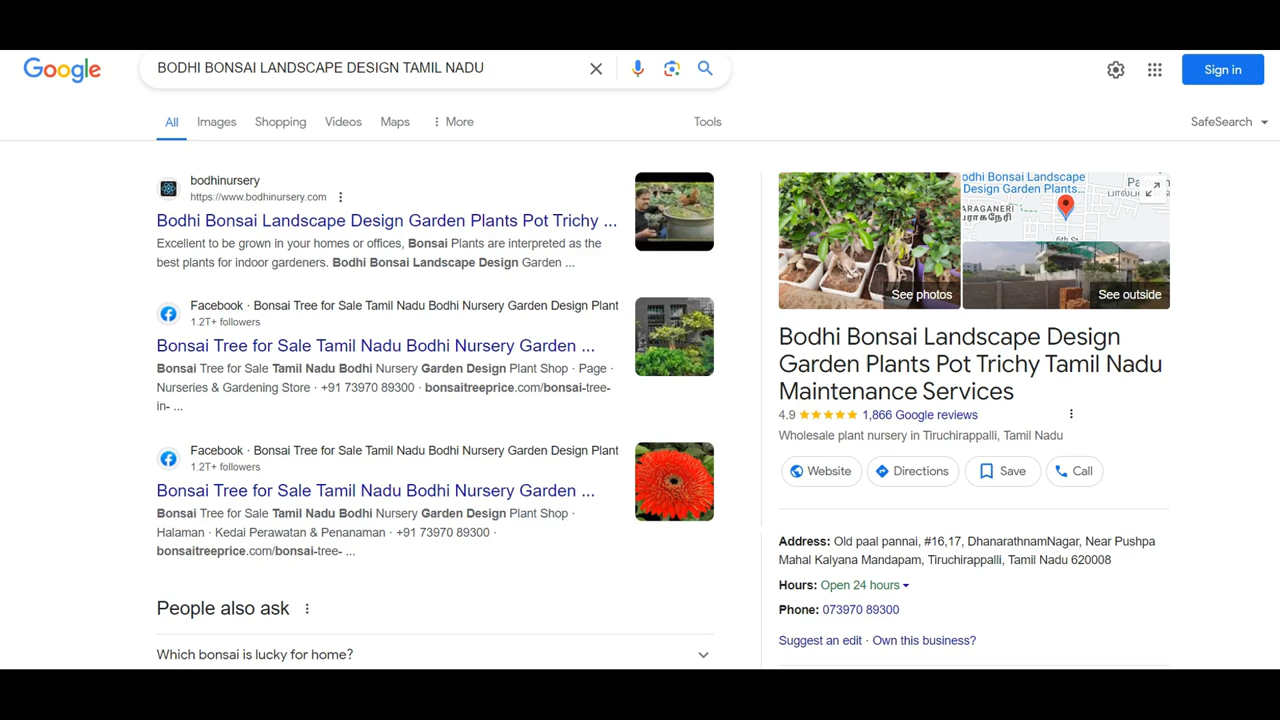 Google
BODHI BONSAI LANDSCAPE DESIGN TAMIL NADU
Sign in
All
Images
Shopping
Videos
Maps
More
Tools
SafeSearch
bodhinursery
https://www.bodhinursery.com
Bodhi Bonsai Landscape Design Garden Plants Pot Trichy ...
Excellent to be grown in your homes or offices, Bonsai Plants are interpreted as the
best plants for indoor gardeners. Bodhi Bonsai Landscape Design Garden ...
Facebook · Bonsai Tree for Sale Tamil Nadu Bodhi Nursery Garden Design Plant
1.2T+ followers
Bonsai Tree for Sale Tamil Nadu Bodhi Nursery Garden ...
Bonsai Tree for Sale Tamil Nadu Bodhi Nursery Garden Design Plant Shop · Page ·
Nurseries & Gardening Store · +91 73970 89300 · bonsaitreeprice.com/bonsai-tree-
in- ...
Facebook · Bonsai Tree for Sale Tamil Nadu Bodhi Nursery Garden Design Plant
1.2T+ followers
Bonsai Tree for Sale Tamil Nadu Bodhi Nursery Garden ...
Bonsai Tree for Sale Tamil Nadu Bodhi Nursery Garden Design Plant Shop ·
Halaman · Kedai Perawatan & Penanaman · +91 73970 89300 ·
bonsaitreeprice.com/bonsai-tree- ...
People also ask
Which bonsai is lucky for home?
See photos
odhi Bonsai Landscape
Design Garden Plants...
ARAGANERI
See outside
Bodhi Bonsai Landscape Design
Garden Plants Pot Trichy Tamil Nadu
Maintenance Services
4.9 1,866 Google reviews
Wholesale plant nursery in Tiruchirappalli, Tamil Nadu
Website
Directions
Save
Call
Address: Old paal pannai, #16,17, DhanarathnamNagar, Near Pushpa
Mahal Kalyana Mandapam, Tiruchirappalli, Tamil Nadu 620008
Hours: Open 24 hours
Phone: 073970 89300
Suggest an edit · Own this business?